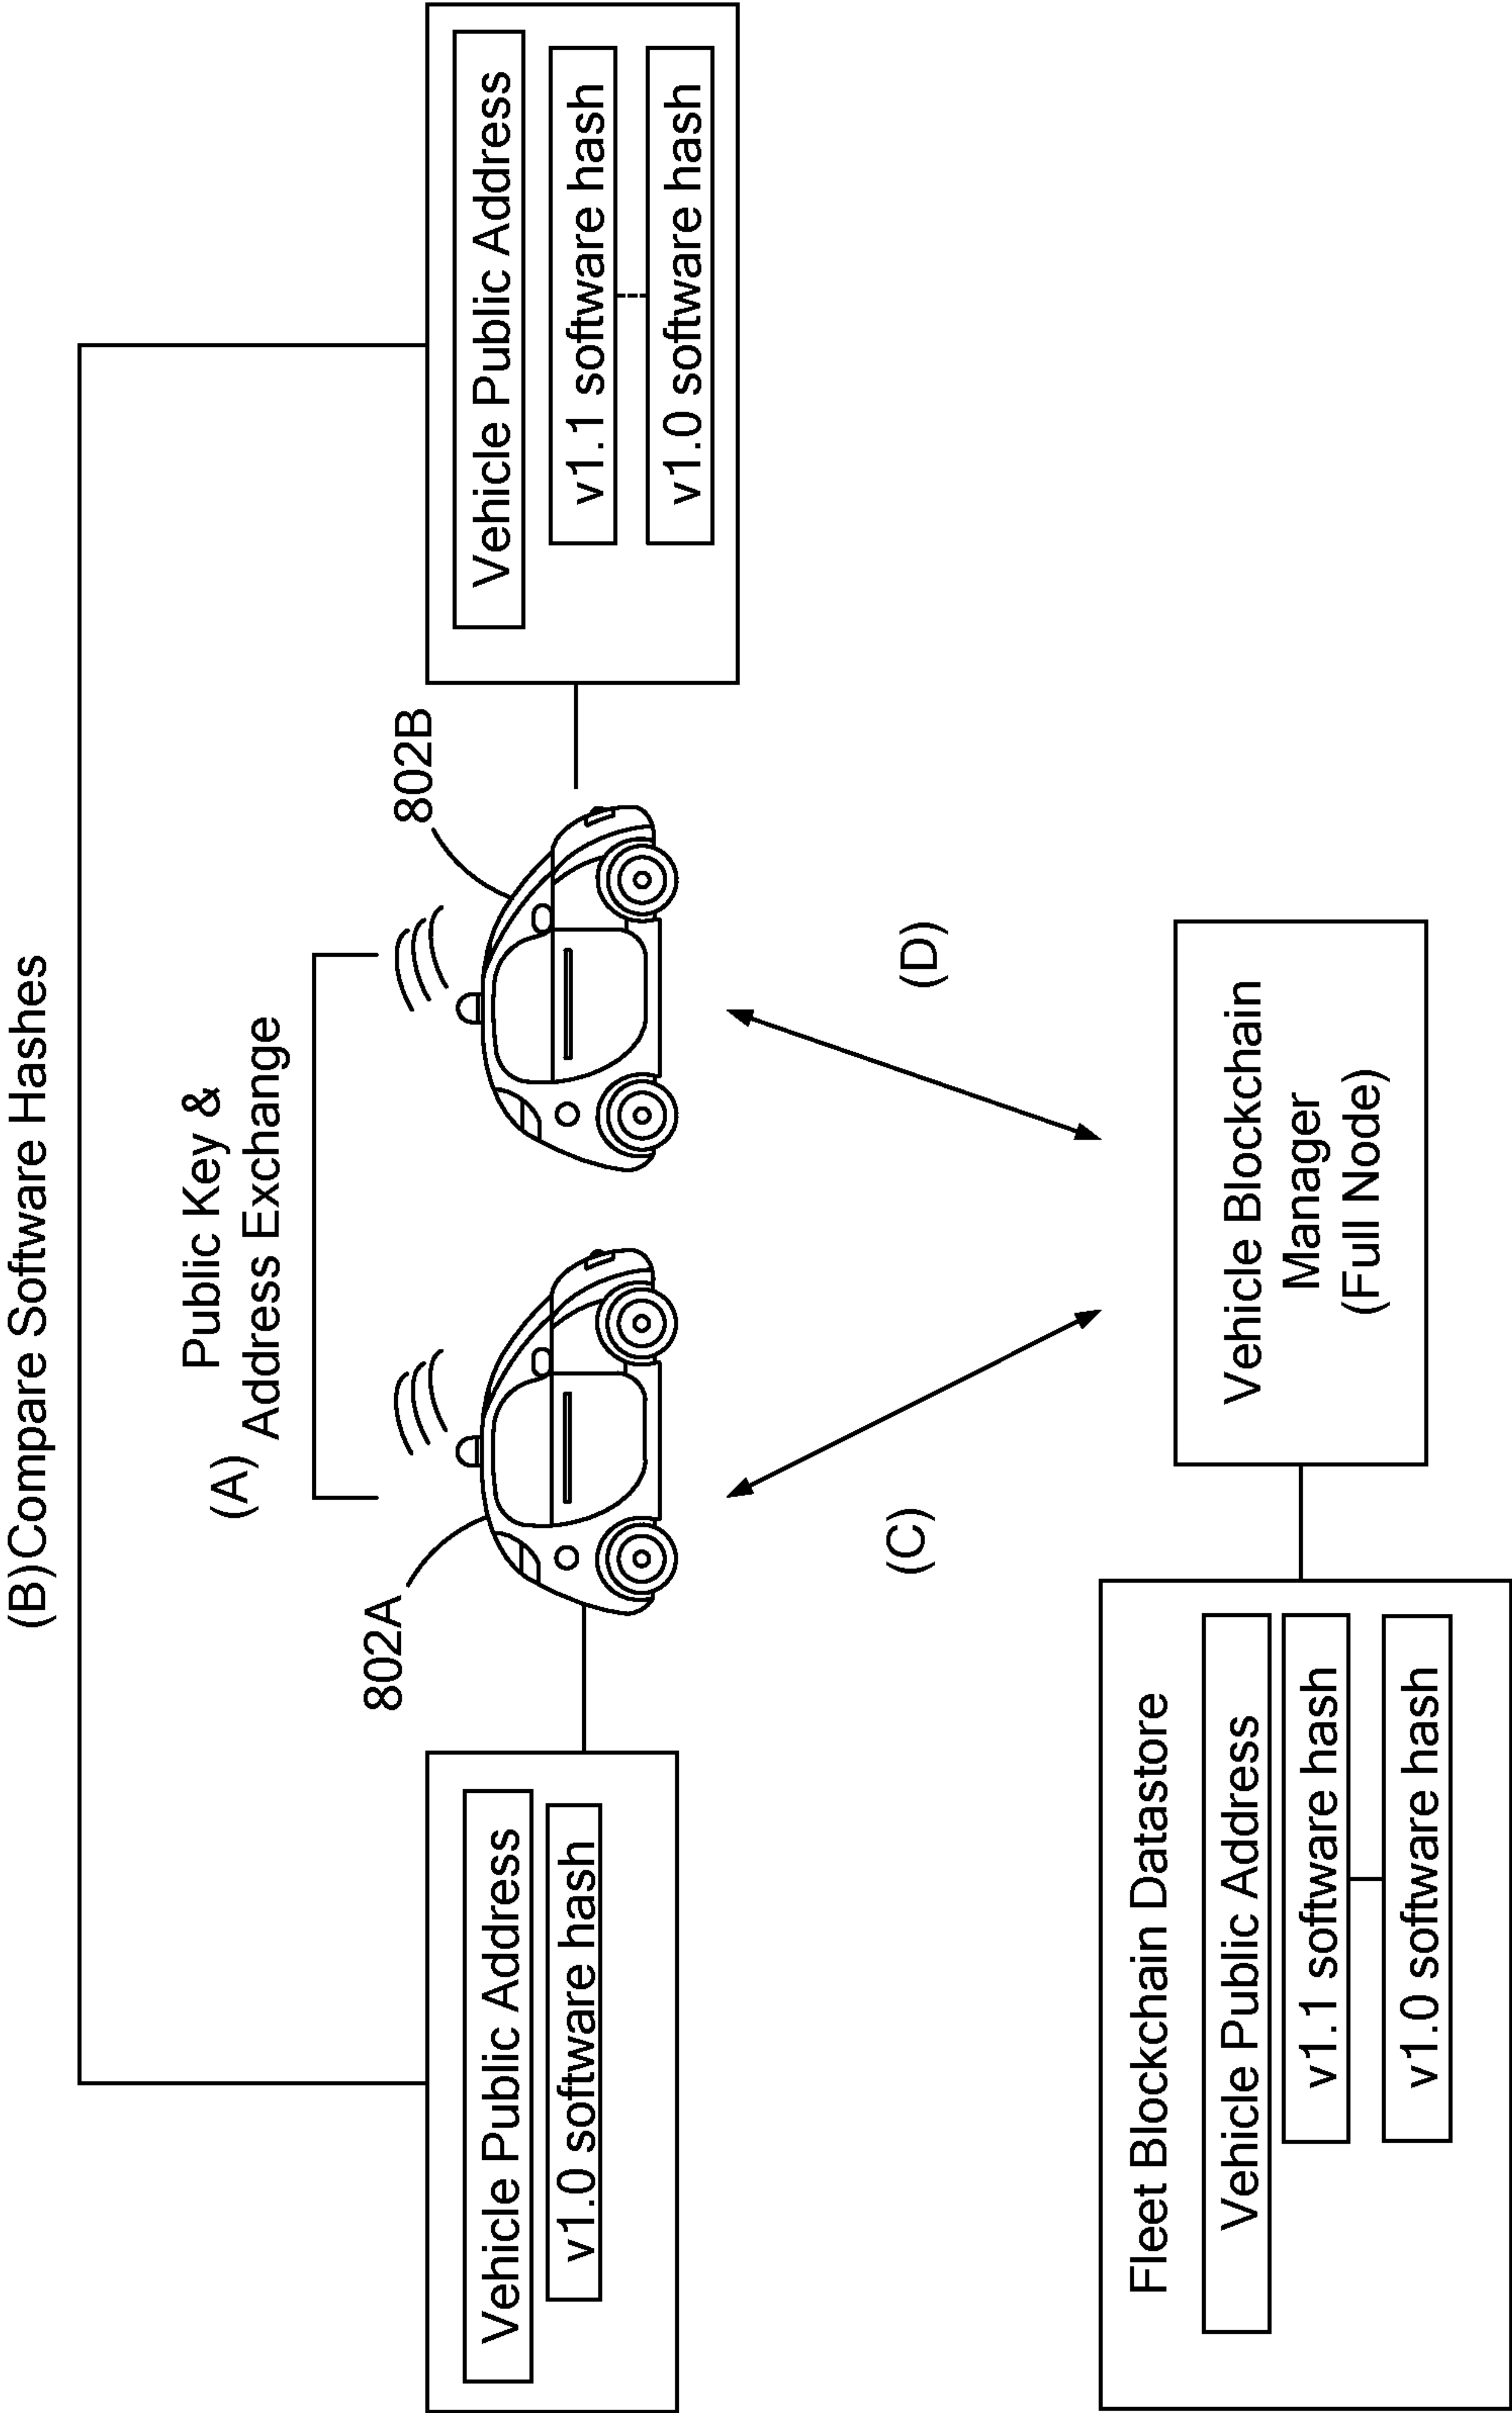 (B)Compare Software Hashes
Public Key &
(A) Address Exchange
802A
802B
Vehicle Public Address
v1.0 software hash
Vehicle Public Address
v1.1 software hash
v1.0 software hash
(C)
(D)
Fleet Blockchain Datastore
Vehicle Public Address
v1.1 software hash
v1.0 software hash
Vehicle Blockchain
Manager
(Full Node)